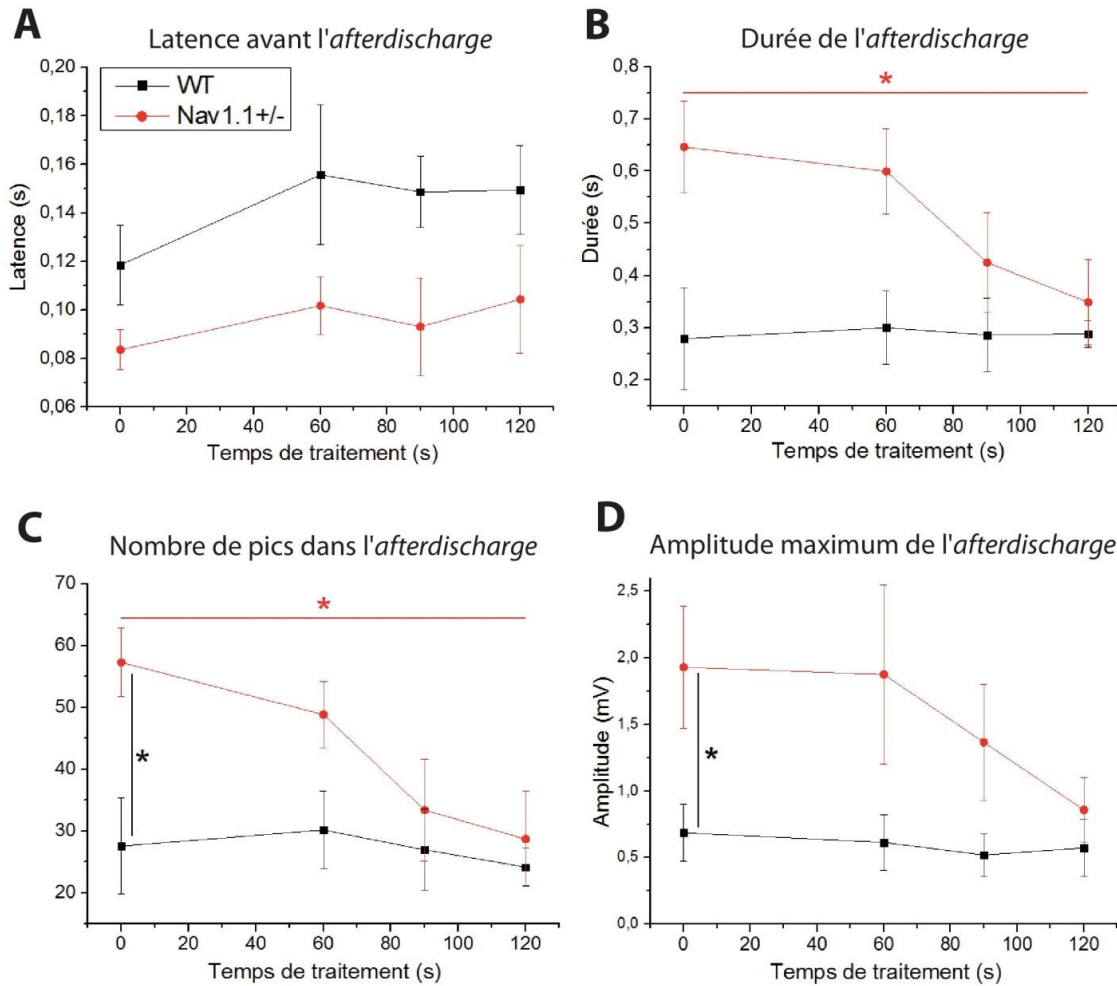 A
Latence avant l'afterdischarge
0,20
0,18
0,16
0,14
0,12
0,10
0,08
0,06
Latence (s)
WT
Nav1.1+/-
0 20 40 60 80 100 120
Temps de traitement (s)
B
Durée de l'afterdischarge
0,8
0,7
0,6
0,5
0,4
0,3
0,2
Durée (s)
*
0 20 40 60 80 100 120
Temps de traitement (s)
C
Nombre de pics dans l'afterdischarge
70
60
50
40
30
20
*
*
0 20 40 60 80 100 120
Temps de traitement (s)
D
Amplitude maximum de l'afterdischarge
2,5
2,0
1,5
1,0
0,5
0,0
Amplitude (mV)
*
0 20 40 60 80 100 120
Temps de traitement (s)